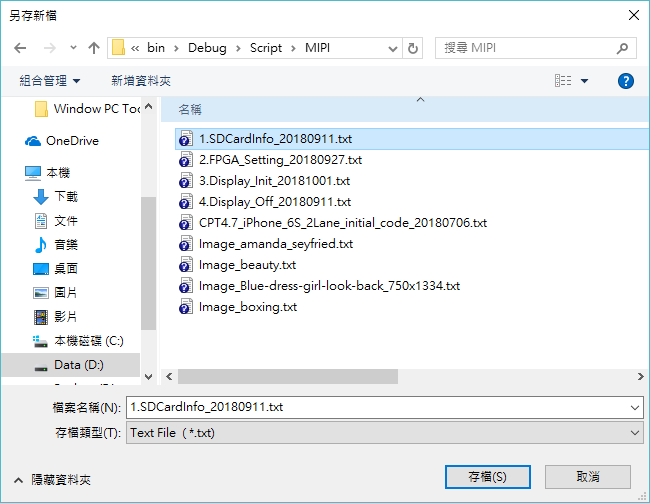 另存新檔
« bin › Debug › Script › MIPI
搜尋 MIPI
組合管理 新增資料夾
名稱
Window PC Too
OneDrive
本機
下載
文件
音樂
桌面
圖片
影片
本機磁碟 (C:)
Data (D:)
1.SDCardInfo_20180911.txt
2.FPGA_Setting_20180927.txt
3.Display_Init_20181001.txt
4.Display_Off_20180911.txt
CPT4.7_iPhone_6S_2Lane_initial_code_20180706.txt
Image_amanda_seyfried.txt
Image_beauty.txt
Image_Blue-dress-girl-look-back_750x1334.txt
Image_boxing.txt
檔案名稱(N): 1.SDCardInfo_20180911.txt
存檔類型(T): Text File (*.txt)
隱藏資料夾
存檔(S) 取消